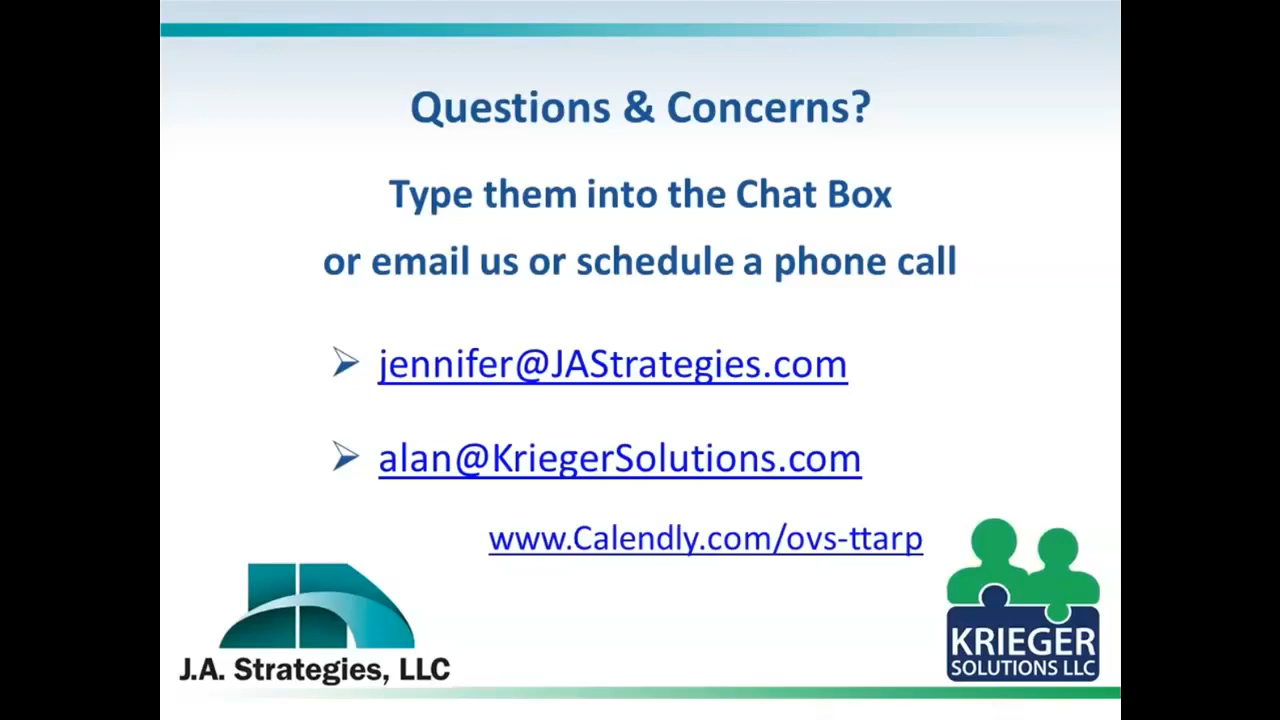 Questions & Concerns?
Type them into the Chat Box
or email us or schedule a phone call
jennifer@JAStrategies.com
alan@KriegerSolutions.com
www.Calendly.com/ovs-ttarp
J.A. Strategies, LLC
KRIEGER
SOLUTIONS LLC